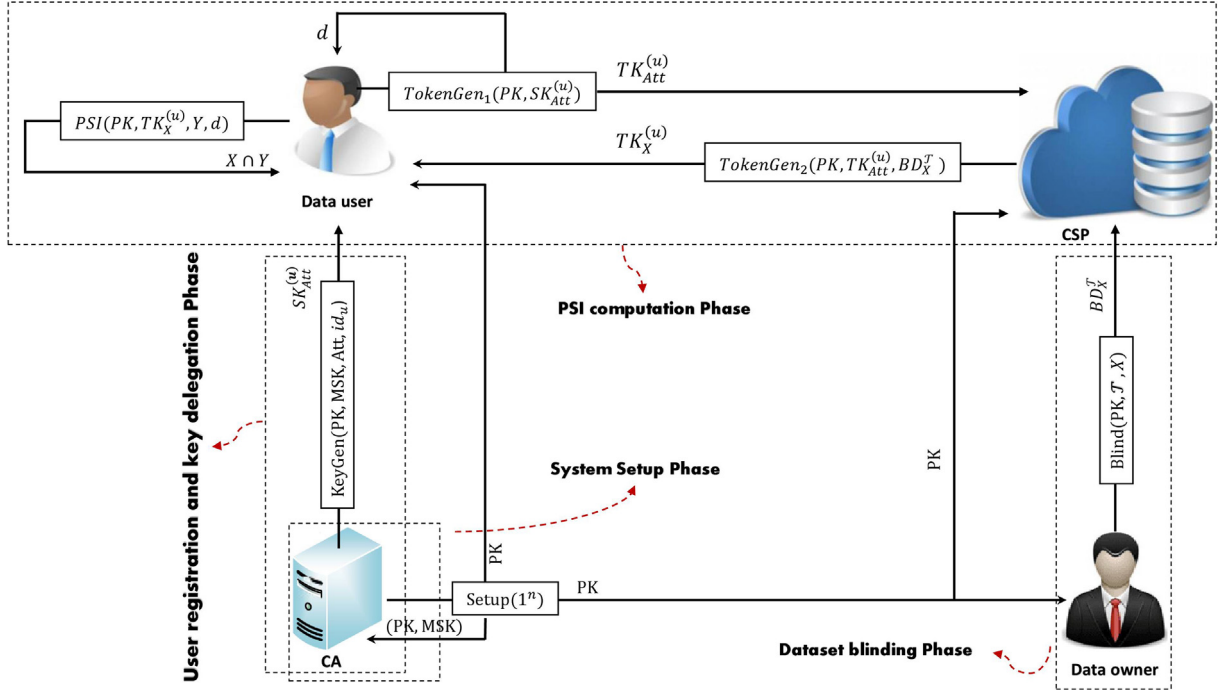 d
TokenGen₁(PK, SK_Att^(u))
TK_Att^(u)
PSI(PK, TK_X^(u), Y, d)
X ∩ Y
TK_X^(u)
TokenGen₂(PK, TK_Att^(u), BD_X^𝒯)
Data user
CSP
SK_Att^(u)
KeyGen(PK, MSK, Att, id_u)
User registration and key delegation Phase
PSI computation Phase
BD_X^𝒯
Blind(PK, 𝒯, X)
PK
System Setup Phase
PK
Setup(1ⁿ)
PK
(PK, MSK)
CA
Dataset blinding Phase
Data owner